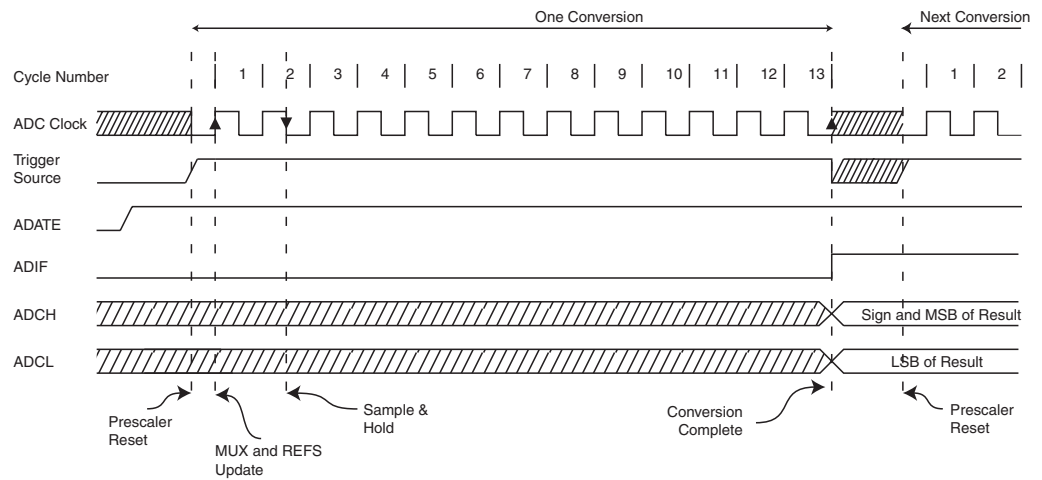 One Conversion
Next Conversion
Cycle Number
1 2 3 4 5 6 7 8 9 10 11 12 13 1 2
ADC Clock
Trigger
Source
ADATE
ADIF
ADCH
Sign and MSB of Result
ADCL
LSB of Result
Prescaler
Reset
MUX and REFS
Update
Sample &
Hold
Conversion
Complete
Prescaler
Reset